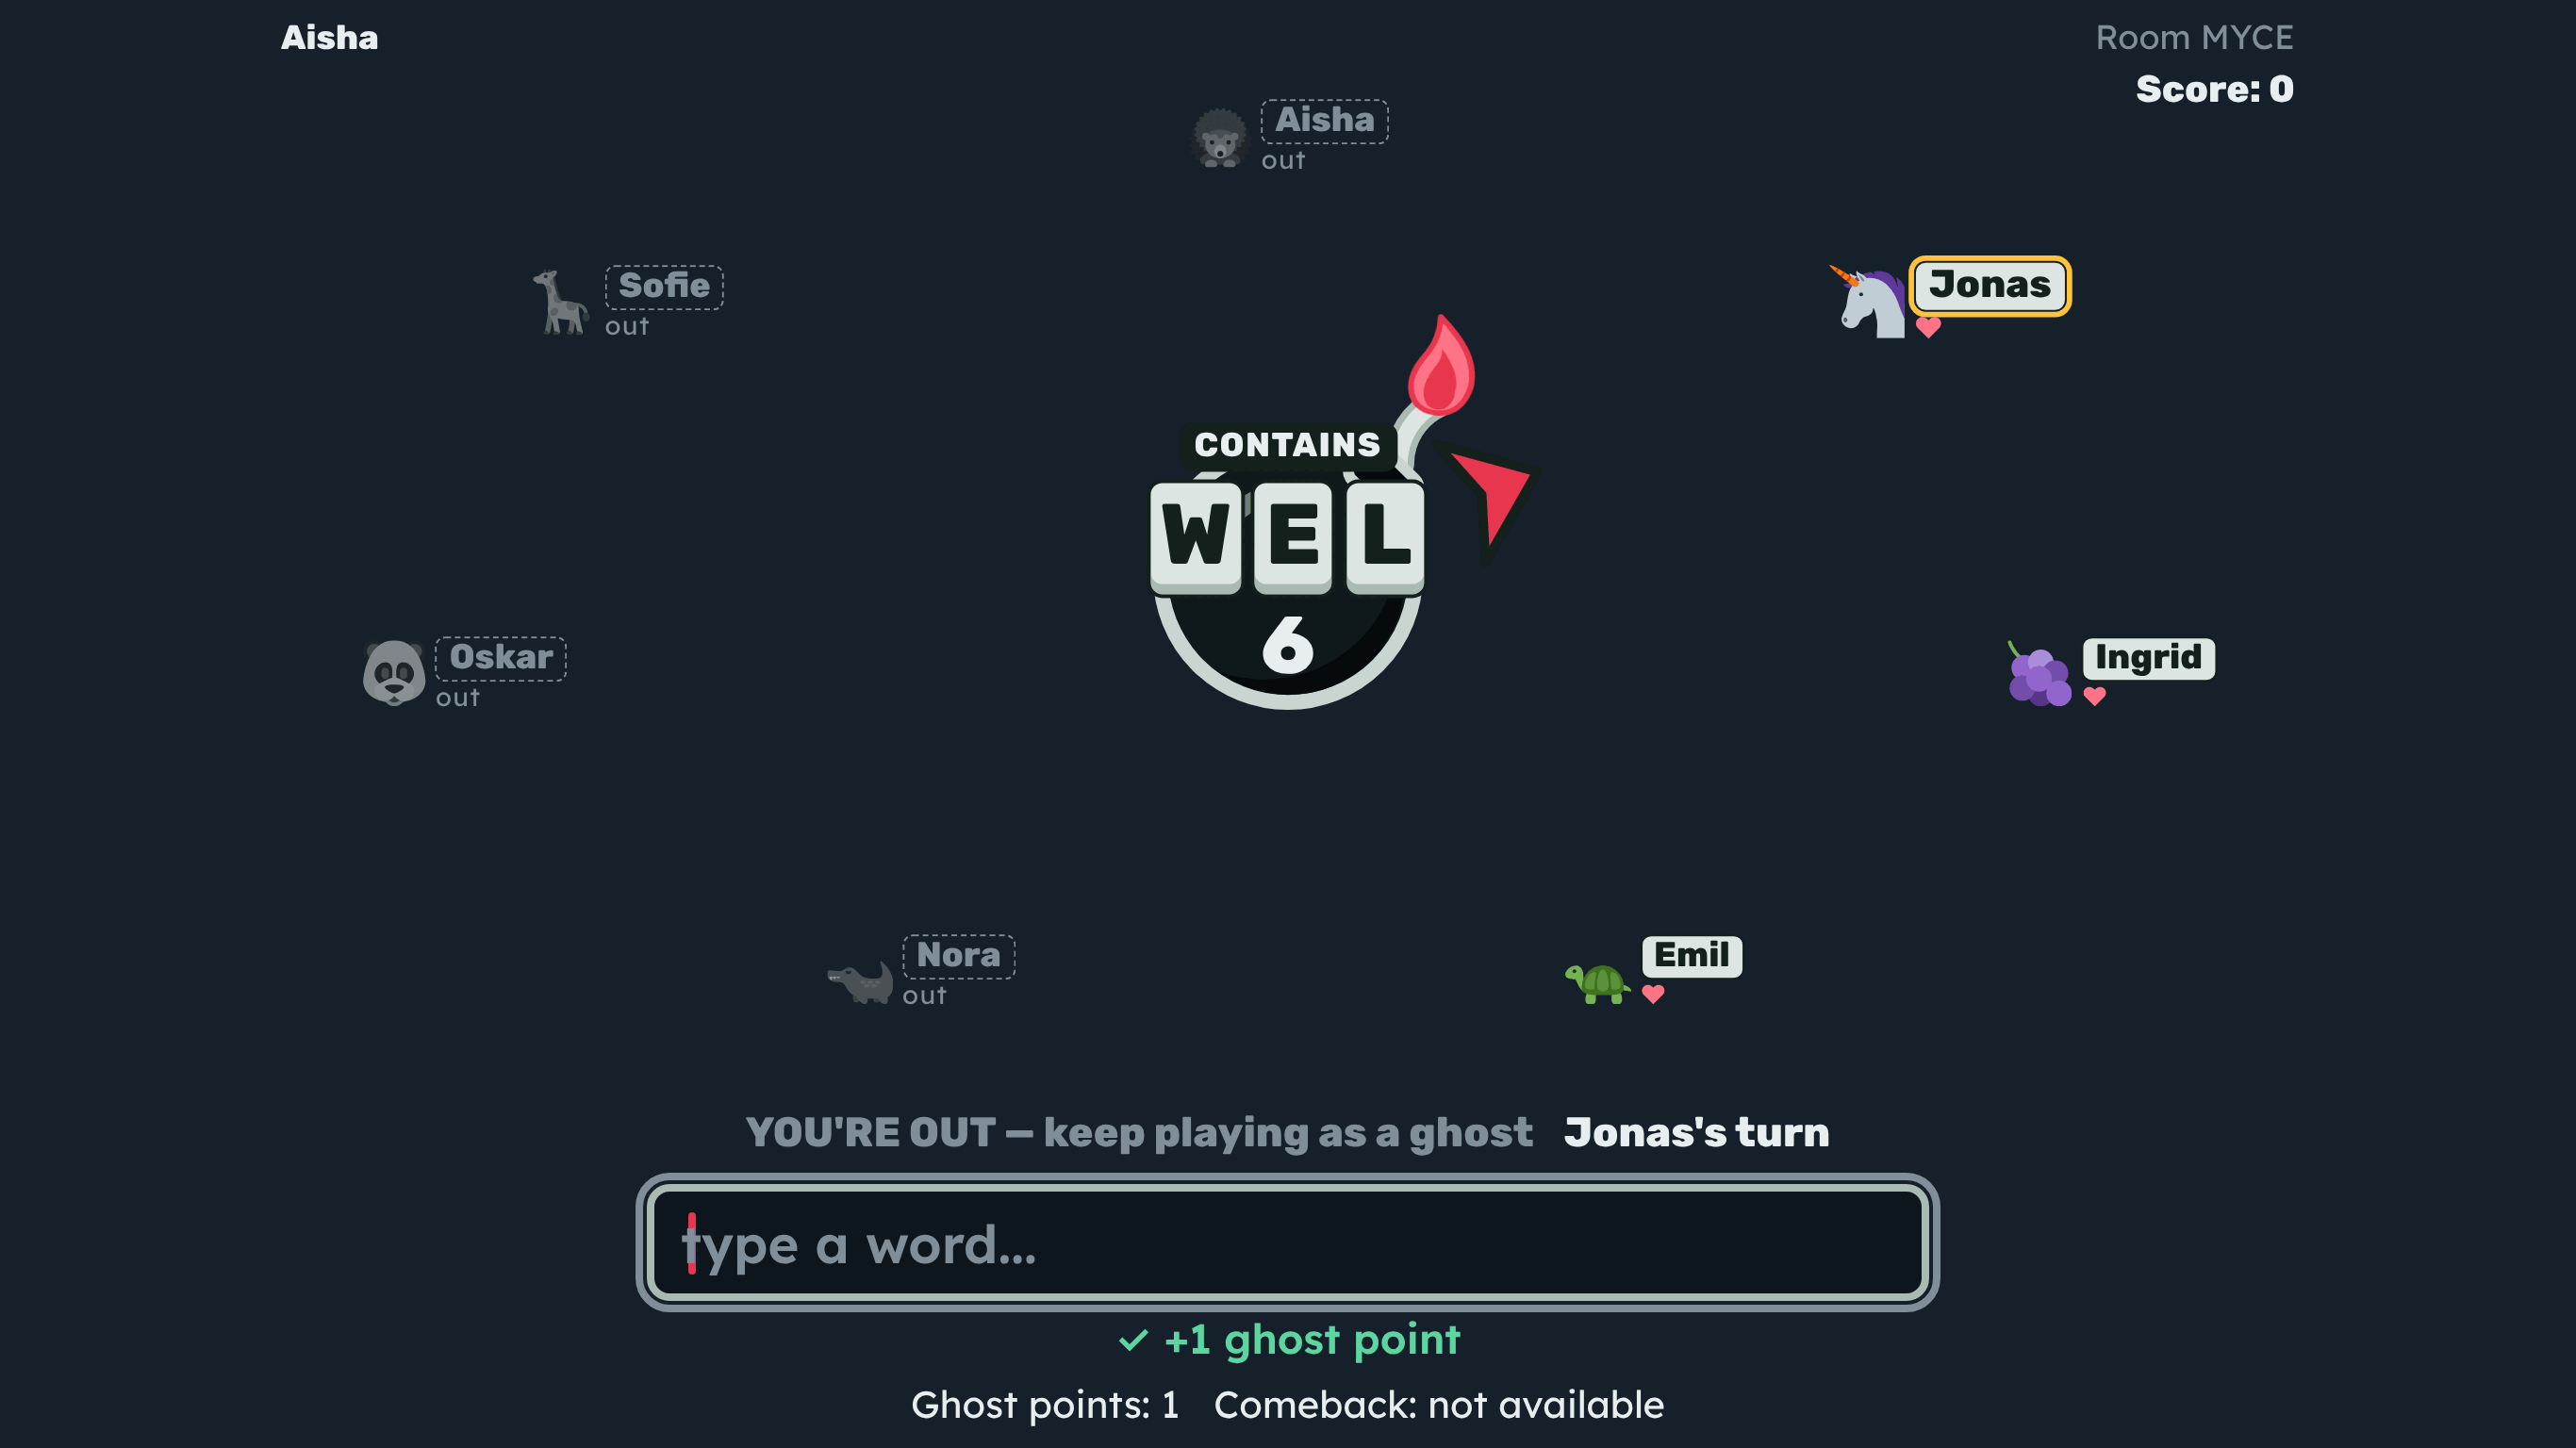 Aisha
Room MYCE
Score: 0
Aisha
out
Sofie
out
Jonas
CONTAINS
WEL
6
Oskar
out
Ingrid
Nora
out
Emil
YOU'RE OUT — keep playing as a ghost Jonas's turn
type a word...
✓ +1 ghost point
Ghost points: 1 Comeback: not available